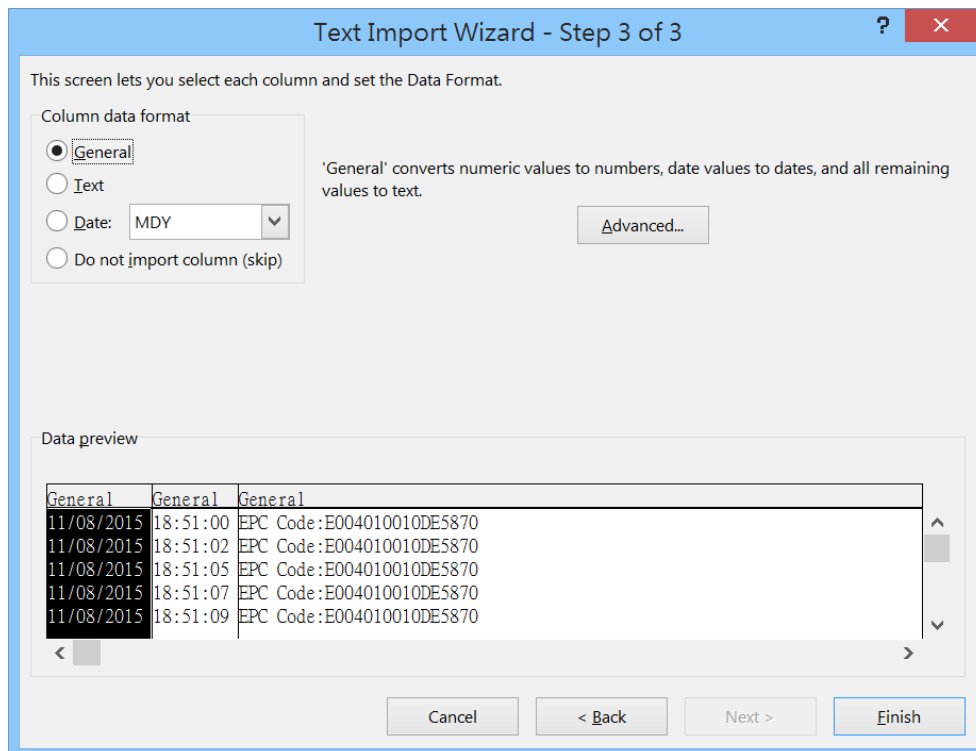 Text Import Wizard - Step 3 of 3
?
This screen lets you select each column and set the Data Format.
Column data format
General
Text
Date: MDY
Do not import column (skip)
'General' converts numeric values to numbers, date values to dates, and all remaining
values to text.
Advanced...
Data preview
General General General
11/08/2015 18:51:00 EPC Code:E004010010DE5870
11/08/2015 18:51:02 EPC Code:E004010010DE5870
11/08/2015 18:51:05 EPC Code:E004010010DE5870
11/08/2015 18:51:07 EPC Code:E004010010DE5870
11/08/2015 18:51:09 EPC Code:E004010010DE5870
Cancel < Back Next > Finish